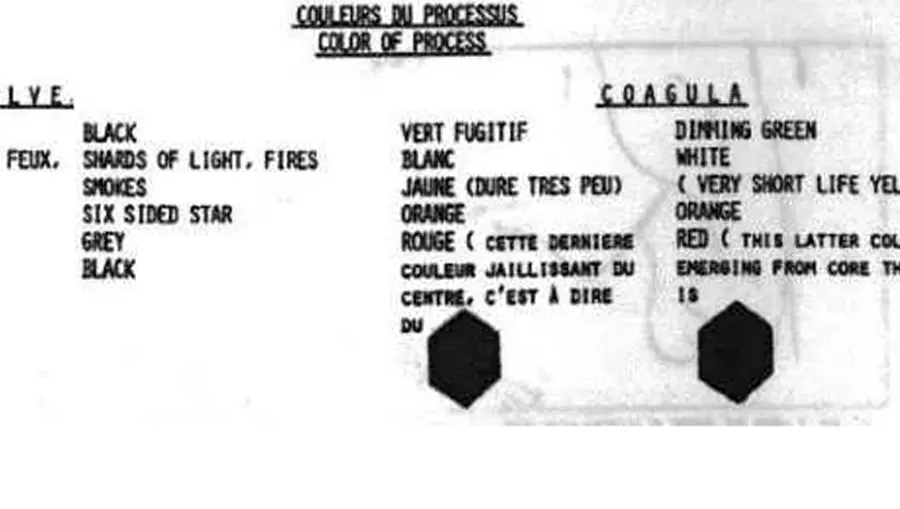 COULEURS DU PROCESSUS
COLOR OF PROCESS
LVE.
COAGULA
BLACK
VERT FUGITIF
DIMMING GREEN
FEUX. SHARDS OF LIGHT, FIRES
BLANC
WHITE
SMOKES
JAUNE (DURE TRES PEU)
( VERY SHORT LIFE YEL
SIX SIDED STAR
ORANGE
ORANGE
GREY
ROUGE ( CETTE DERNIERE
RED ( THIS LATTER COL
BLACK
COULEUR JAILLISSANT DU
EMERGING FROM CORE TH
CENTRE, C'EST À DIRE
IS
DU